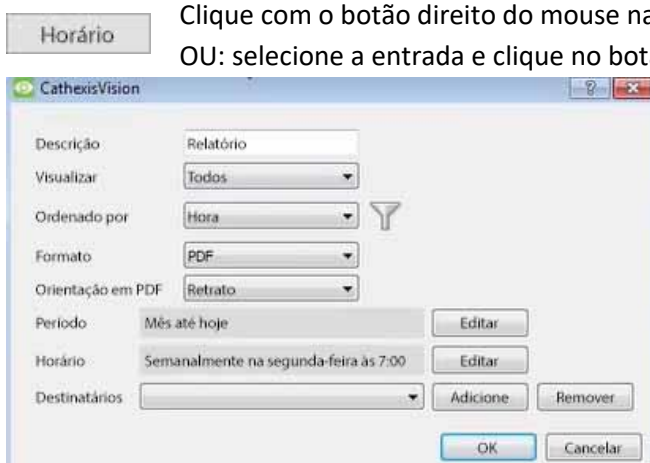 Clique com o botão direito do mouse na
Horário
OU: selecione a entrada e clique no
CathexisVision
Descrição Relatório
Visualizar Todos
Ordenado por Hora
Formato PDF
Orientação em PDF Retrato
Período Mês até hoje Editar
Horário Semanalmente na segunda-feira às 7:00 Editar
Destinatários Adicione Remover
OK Cancelar